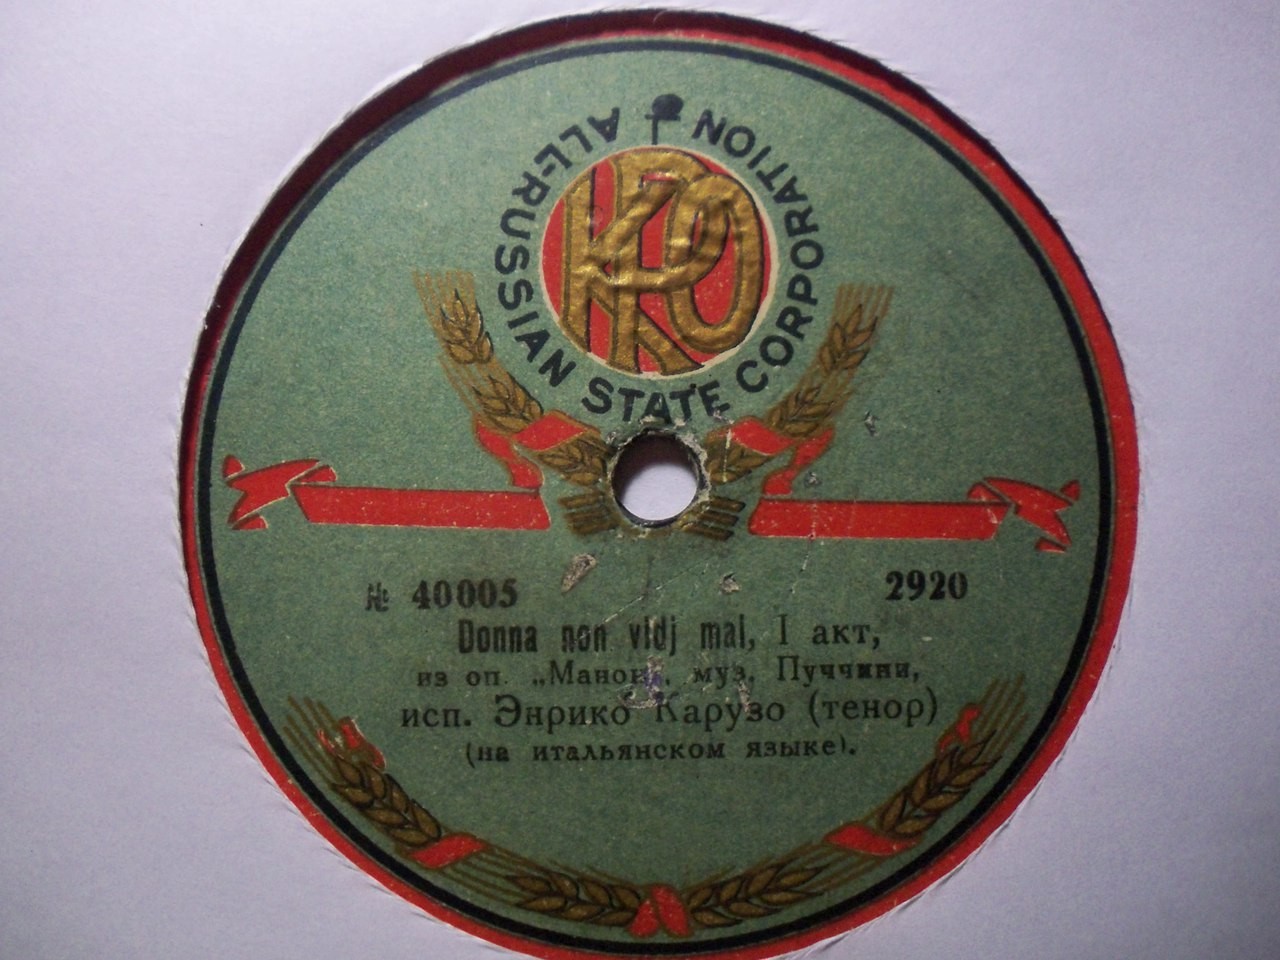 ALL-RUSSIAN STATE CORPORATION
КРО
№ 40005 2920
Donna non vidj mai, I акт,
из оп. „Манон„ муз. Пуччини,
исп. Энрико Карузо (тенор)
(на итальянском языке).